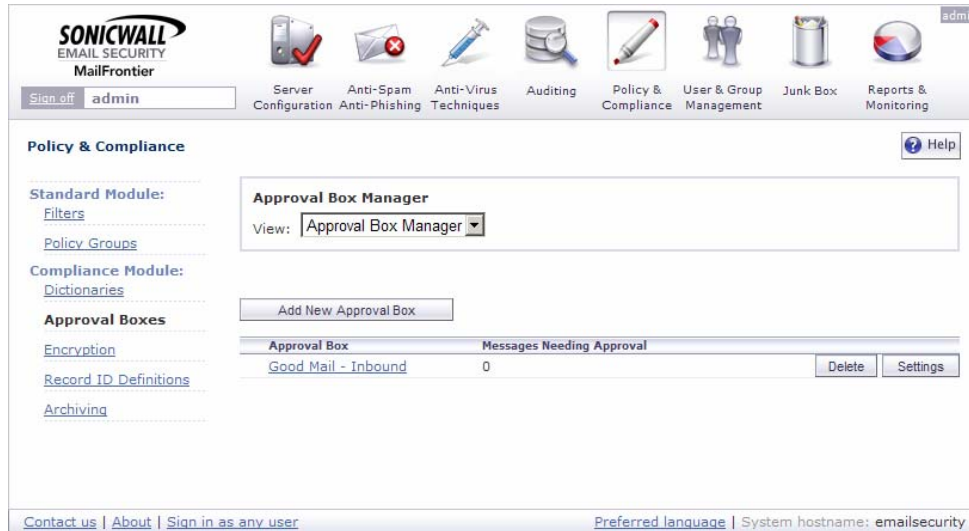 SONICWALL
EMAIL SECURITY
MailFrontier
Sign off admin
Server Configuration
Anti-Spam Anti-Phishing
Anti-Virus Techniques
Auditing
Policy & Compliance
User & Group Management
Junk Box
Reports & Monitoring
Policy & Compliance
Help
Standard Module:
Filters
Policy Groups
Compliance Module:
Dictionaries
Approval Boxes
Encryption
Record ID Definitions
Archiving
Approval Box Manager
View: Approval Box Manager
Add New Approval Box
Approval Box Messages Needing Approval
Good Mail - Inbound 0 Delete Settings
Contact us | About | Sign in as any user
Preferred language | System hostname: emailsecurity